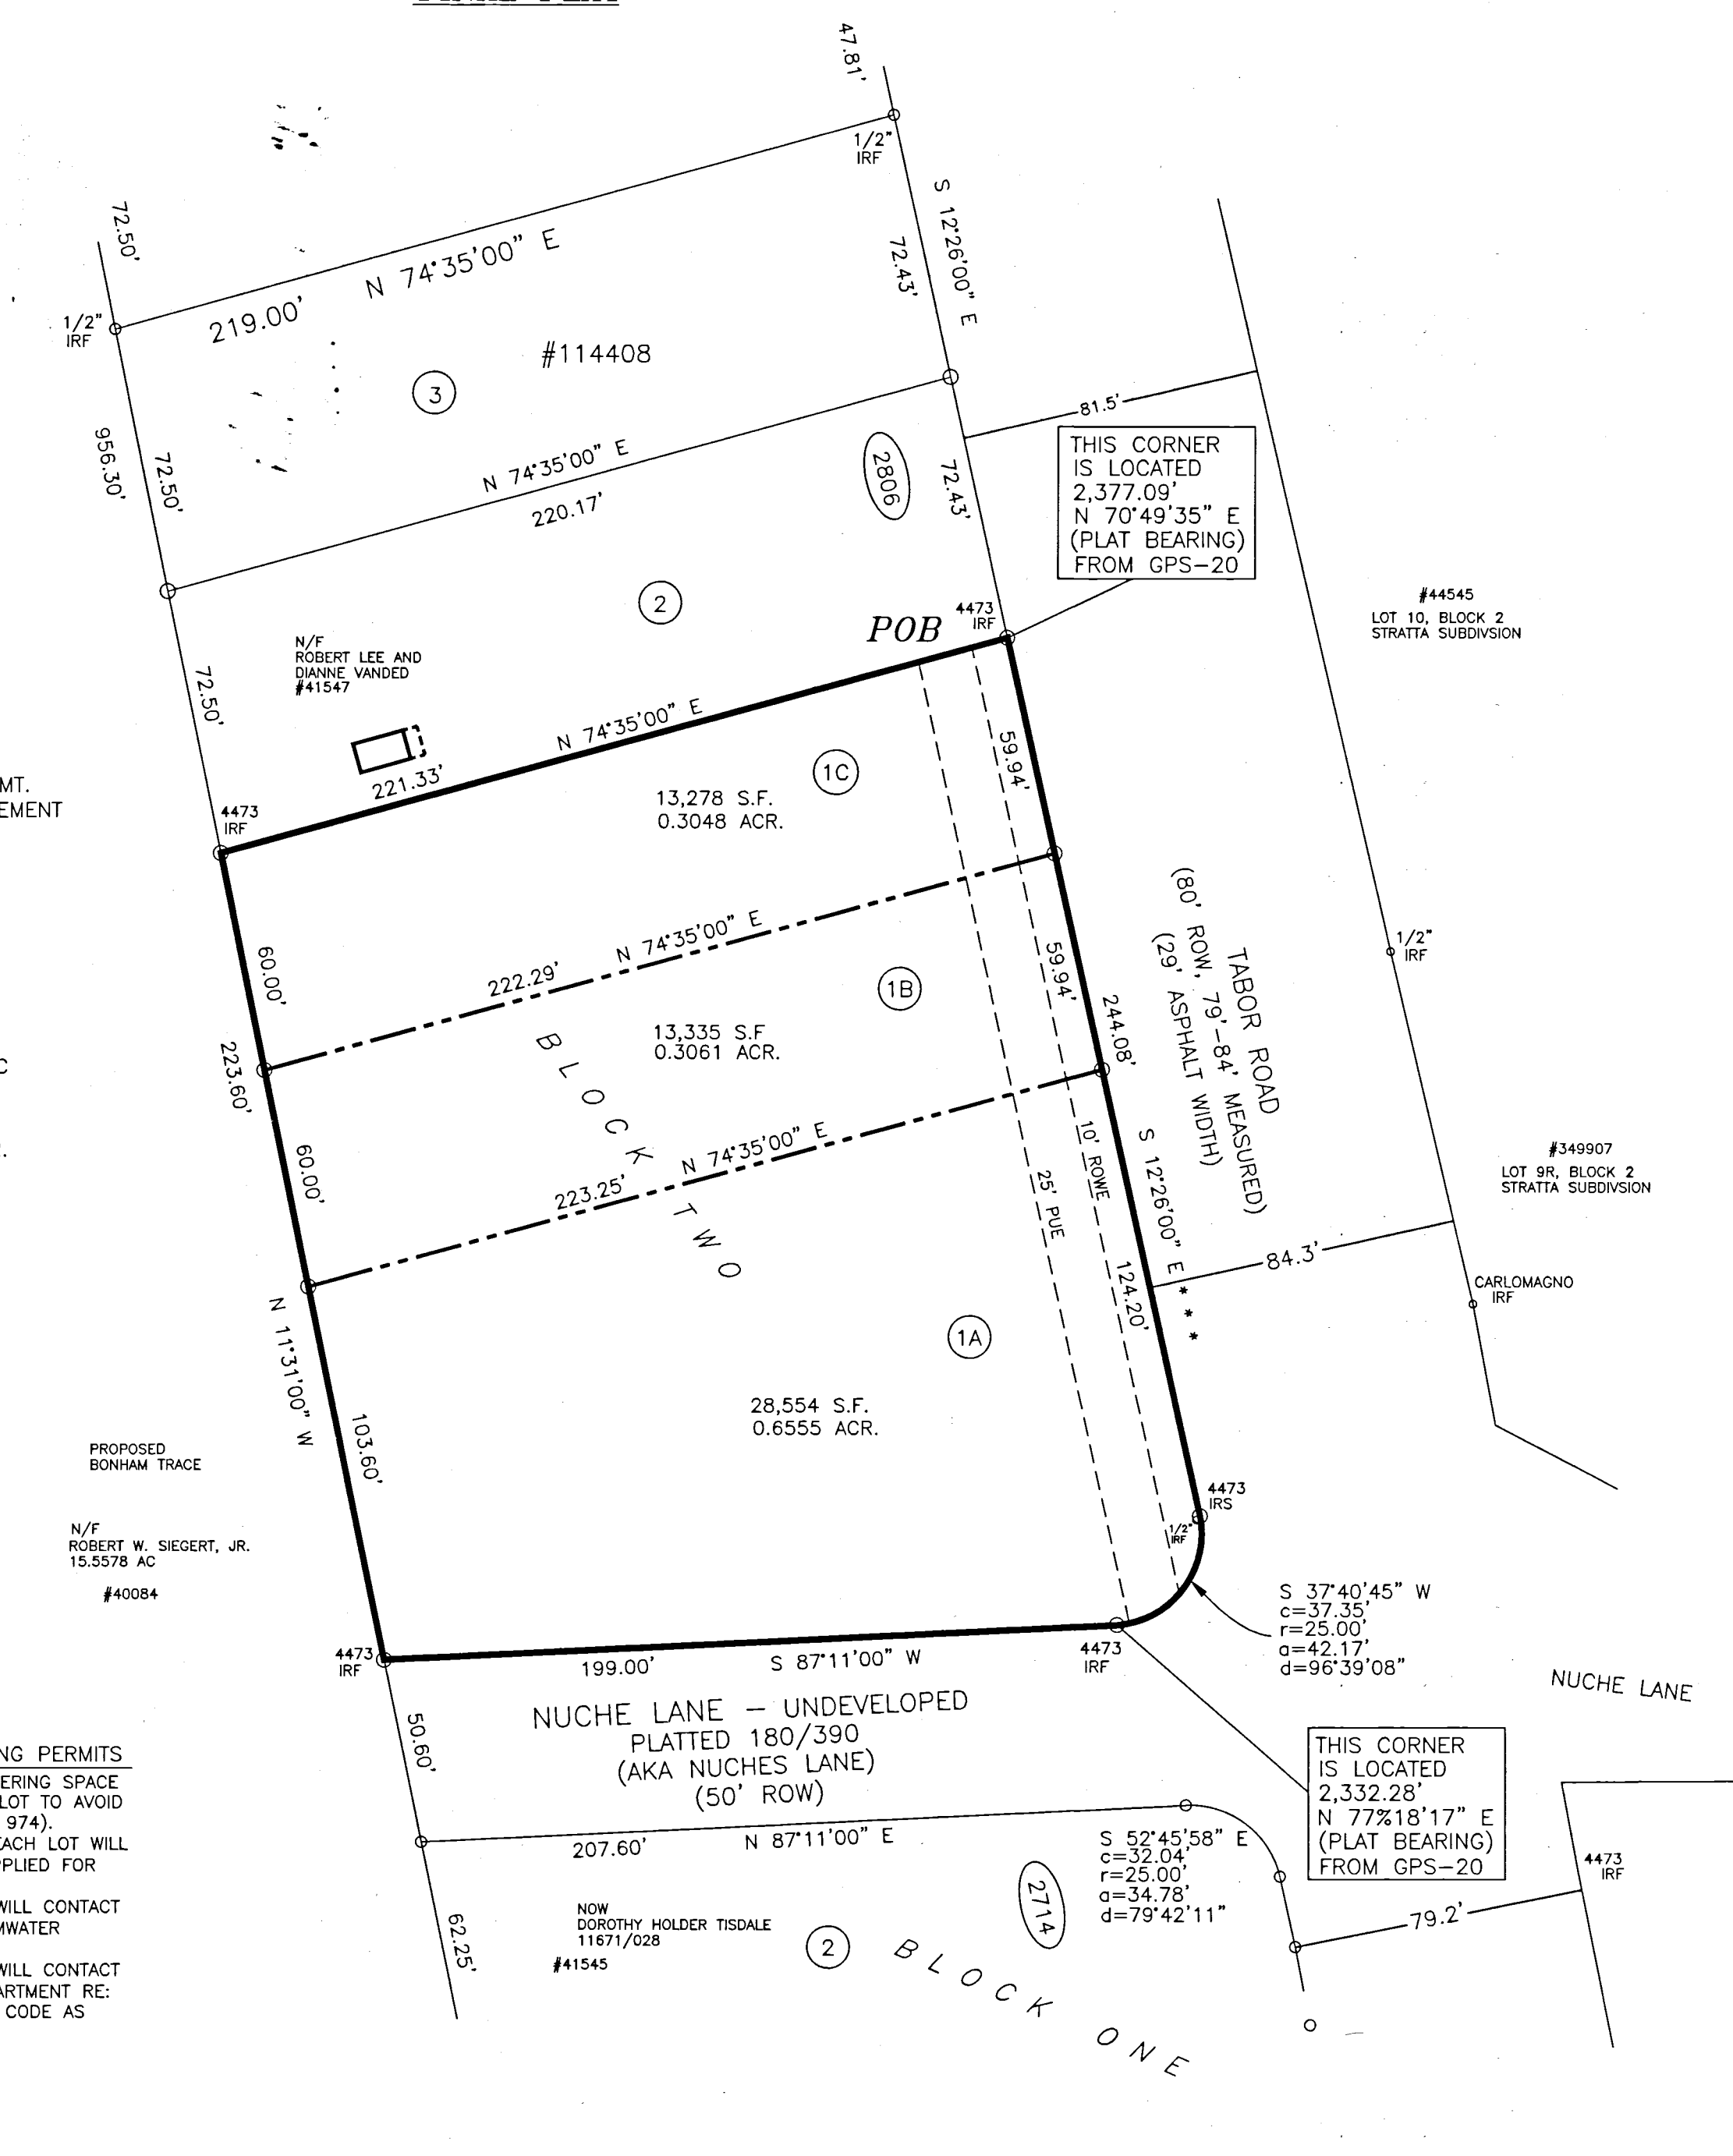 47.81'
1/2"
IRF
72.50'
S 12°26'00" E
72.43'
N 74°35'00" E
219.00'
1/2"
IRF
#114408
3
81.5'
956.30'
72.50'
N 74°35'00" E
220.17'
2806
72.43'
THIS CORNER
IS LOCATED
2,377.09'
N 70°49'35" E
(PLAT BEARING)
FROM GPS-20
2
#44545
LOT 10, BLOCK 2
STRATTA SUBDIVSION
4473
IRF
POB
N/F
ROBERT LEE AND
DIANNE VANDED
#41547
72.50'
N 74°35'00" E
221.33'
59.94'
1C
MT.
EMENT
13,278 S.F.
0.3048 ACR.
4473
IRF
TABOR ROAD
(80' ROW, 79'-84' MEASURED)
(29' ASPHALT WIDTH)
1/2"
IRF
60.00'
N 74°35'00" E
222.29'
1B
59.94'
244.08'
13,335 S.F
0.3061 ACR.
223.60'
C
BLOCK TWO
60.00'
N 74°35'00" E
223.25'
10' ROWE
25' PUE
S 12°26'00" E ***
#349907
LOT 9R, BLOCK 2
STRATTA SUBDIVSION
84.3'
124.20'
CARLOMAGNO
IRF
N 11°31'00" W
1A
103.60'
28,554 S.F.
0.6555 ACR.
PROPOSED
BONHAM TRACE
4473
IRS
1/2"
IRF
N/F
ROBERT W. SIEGERT, JR.
15.5578 AC
#40084
S 37°40'45" W
c=37.35'
r=25.00'
a=42.17'
d=96°39'08"
4473
IRF
199.00'
S 87°11'00" W
4473
IRF
NUCHE LANE
NUCHE LANE - UNDEVELOPED
PLATTED 180/390
(AKA NUCHES LANE)
(50' ROW)
50.60'
THIS CORNER
IS LOCATED
2,332.28'
N 77%18'17" E
(PLAT BEARING)
FROM GPS-20
NG PERMITS
ERING SPACE
LOT TO AVOID
974).
EACH LOT WILL
PPLIED FOR
WILL CONTACT
MWATER
WILL CONTACT
ARTMENT RE:
CODE AS
207.60'
N 87°11'00" E
S 52°45'58" E
c=32.04'
r=25.00'
a=34.78'
d=79°42'11"
4473
IRF
79.2'
2714
62.25'
NOW
DOROTHY HOLDER TISDALE
11671/028
#41545
2
BLOCK ONE